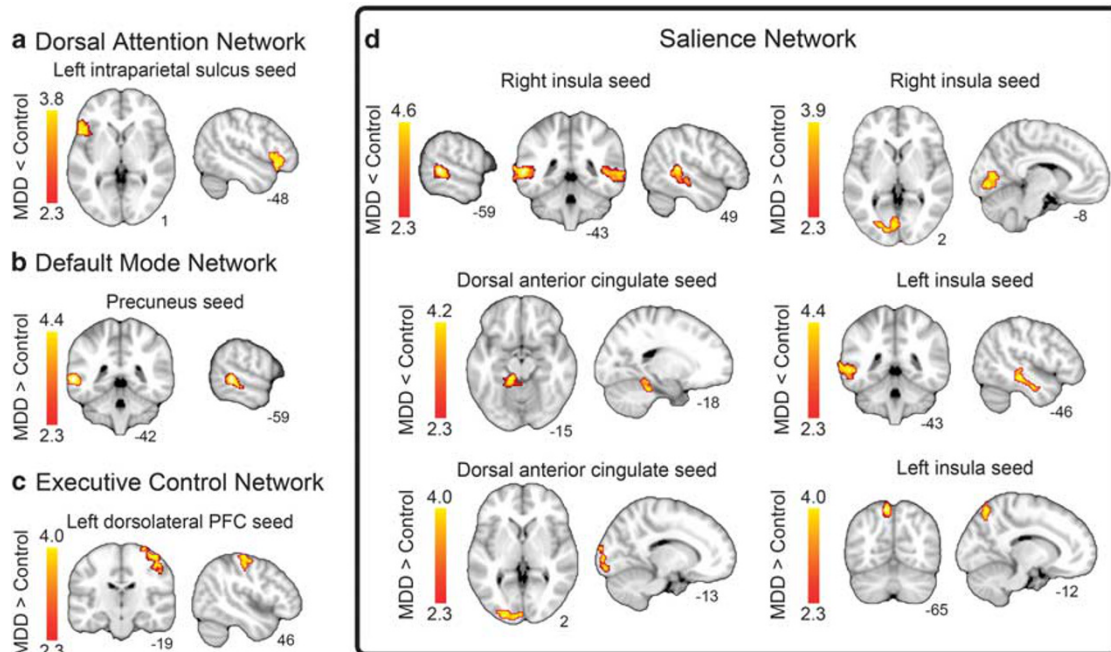 a Dorsal Attention Network
Left intraparietal sulcus seed
MDD < Control
3.8
2.3
1
-48
b Default Mode Network
Precuneus seed
MDD > Control
4.4
2.3
-42
-59
c Executive Control Network
Left dorsolateral PFC seed
MDD > Control
4.0
2.3
-19
46
d Salience Network
Right insula seed
MDD < Control
4.6
2.3
-59
-43
49
Right insula seed
MDD > Control
3.9
2.3
2
-8
Dorsal anterior cingulate seed
MDD < Control
4.2
2.3
-15
-18
Left insula seed
MDD < Control
4.4
2.3
-43
-46
Dorsal anterior cingulate seed
MDD > Control
4.0
2.3
2
-13
Left insula seed
MDD > Control
4.0
2.3
-65
-12